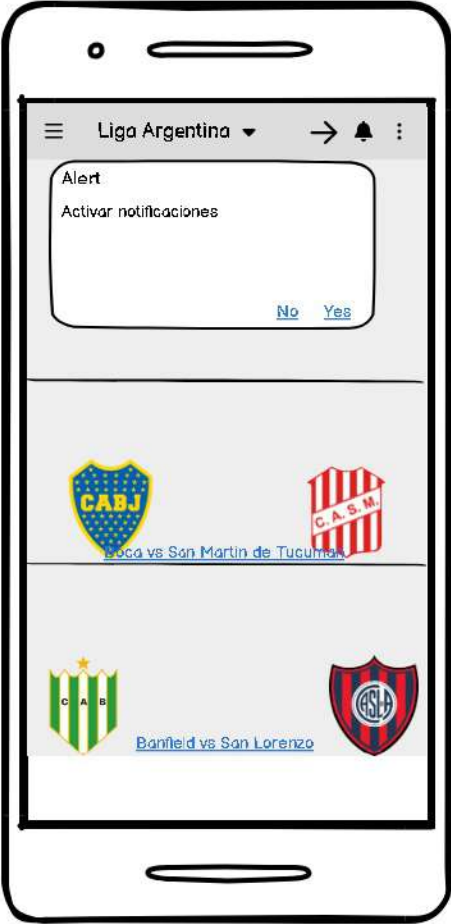 Liga Argentina
Alert
Activar notificaciones
No Yes
CABJ
C. A. S. M.
Boca vs San Martin de Tucuman
C A B
CASLA
Banfield vs San Lorenzo